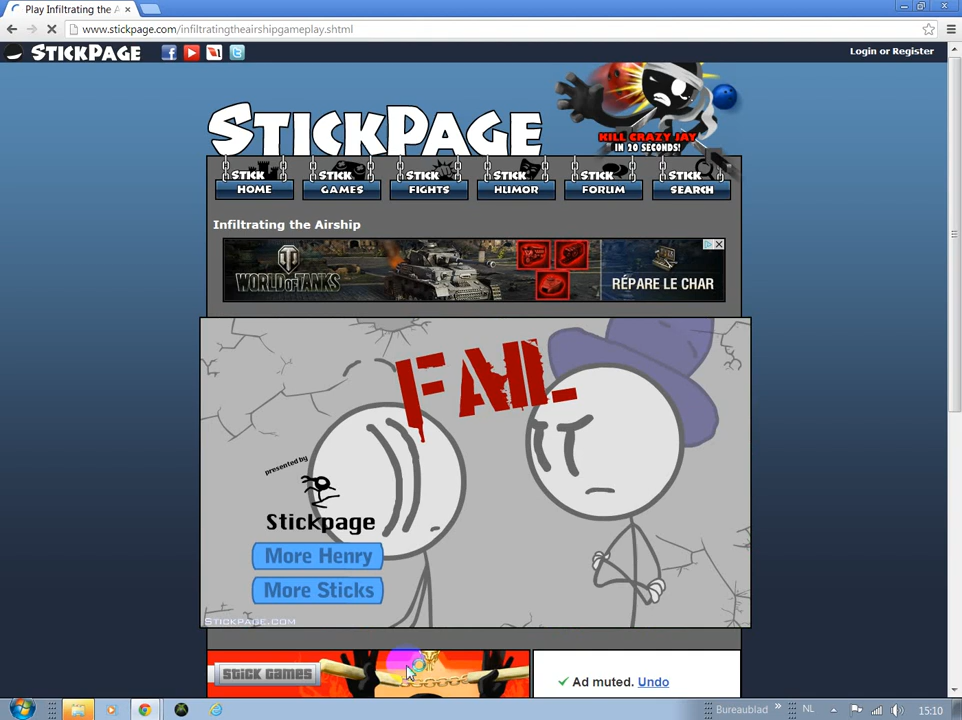 Play Infiltrating the A
www.stickpage.com/infiltratingtheairshipgameplay.shtml
STICKPAGE
Login or Register
STICKPAGE
KILL CRAZY JAY
IN 20 SECONDS!
STICK HOME
STICK GAMES
STICK FIGHTS
STICK HUMOR
STICK FORUM
STICK SEARCH
Infiltrating the Airship
WORLD OF TANKS
RÉPARE LE CHAR
FAIL
presented by
Stickpage
More Henry
More Sticks
STICKPAGE.COM
STICK GAMES
Ad muted. Undo
Bureaublad
NL
15:10